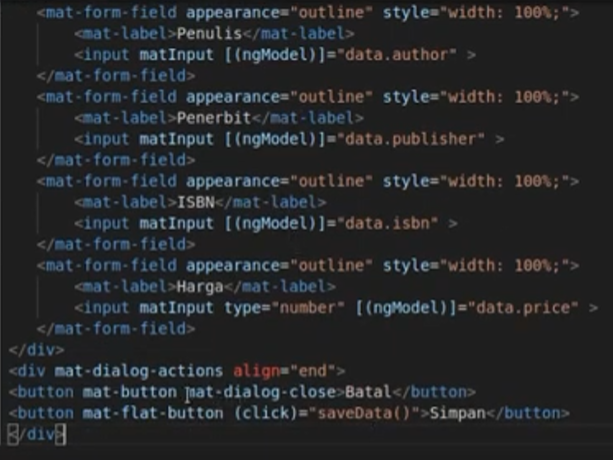 <mat-form-field appearance="outline" style="width: 100%;">
<mat-label>Penulis</mat-label>
<input matInput [(ngModel)]="data.author" >
</mat-form-field>
<mat-form-field appearance="outline" style="width: 100%;">
<mat-label>Penerbit</mat-label>
<input matInput [(ngModel)]="data.publisher" >
</mat-form-field>
<mat-form-field appearance="outline" style="width: 100%;">
<mat-label>ISBN</mat-label>
<input matInput [(ngModel)]="data.isbn" >
</mat-form-field>
<mat-form-field appearance="outline" style="width: 100%;">
<mat-label>Harga</mat-label>
<input matInput type="number" [(ngModel)]="data.price" >
</mat-form-field>
</div>
<div mat-dialog-actions align="end">
<button mat-button mat-dialog-close>Batal</button>
<button mat-flat-button (click)="saveData()">Simpan</button>
</div>